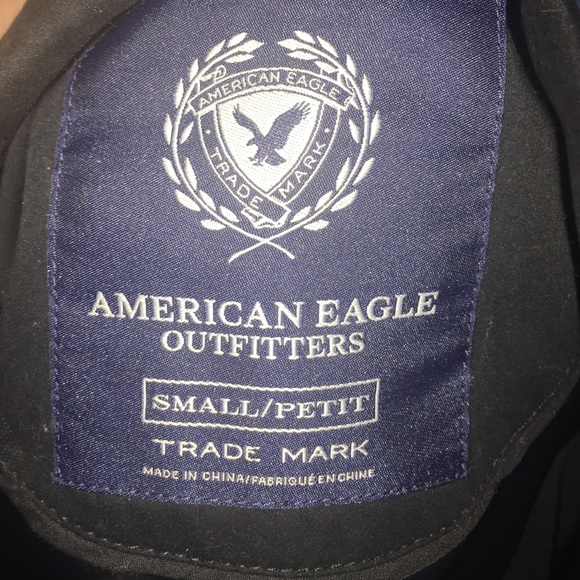 AMERICAN EAGLE
TRADE MARK
AMERICAN EAGLE
OUTFITTERS
SMALL/PETIT
TRADE MARK
MADE IN CHINA/FABRIQUÉ EN CHINE